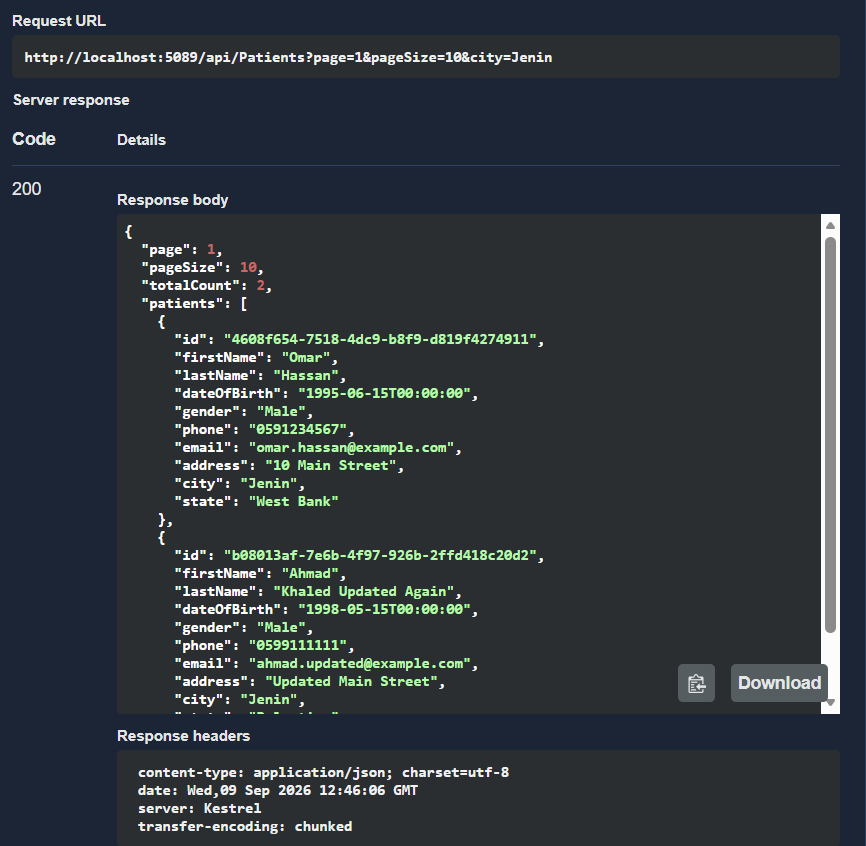 Request URL
http://localhost:5089/api/Patients?page=1&pageSize=10&city=Jenin
Server response
Code Details
200
Response body
{
  "page": 1,
  "pageSize": 10,
  "totalCount": 2,
  "patients": [
    {
      "id": "4608f654-7518-4dc9-b8f9-d819f4274911",
      "firstName": "Omar",
      "lastName": "Hassan",
      "dateOfBirth": "1995-06-15T00:00:00",
      "gender": "Male",
      "phone": "0591234567",
      "email": "omar.hassan@example.com",
      "address": "10 Main Street",
      "city": "Jenin",
      "state": "West Bank"
    },
    {
      "id": "b08013af-7e6b-4f97-926b-2ffd418c20d2",
      "firstName": "Ahmad",
      "lastName": "Khaled Updated Again",
      "dateOfBirth": "1998-05-15T00:00:00",
      "gender": "Male",
      "phone": "0599111111",
      "email": "ahmad.updated@example.com",
      "address": "Updated Main Street",
      "city": "Jenin",
Download
Response headers
content-type: application/json; charset=utf-8
date: Wed,09 Sep 2026 12:46:06 GMT
server: Kestrel
transfer-encoding: chunked